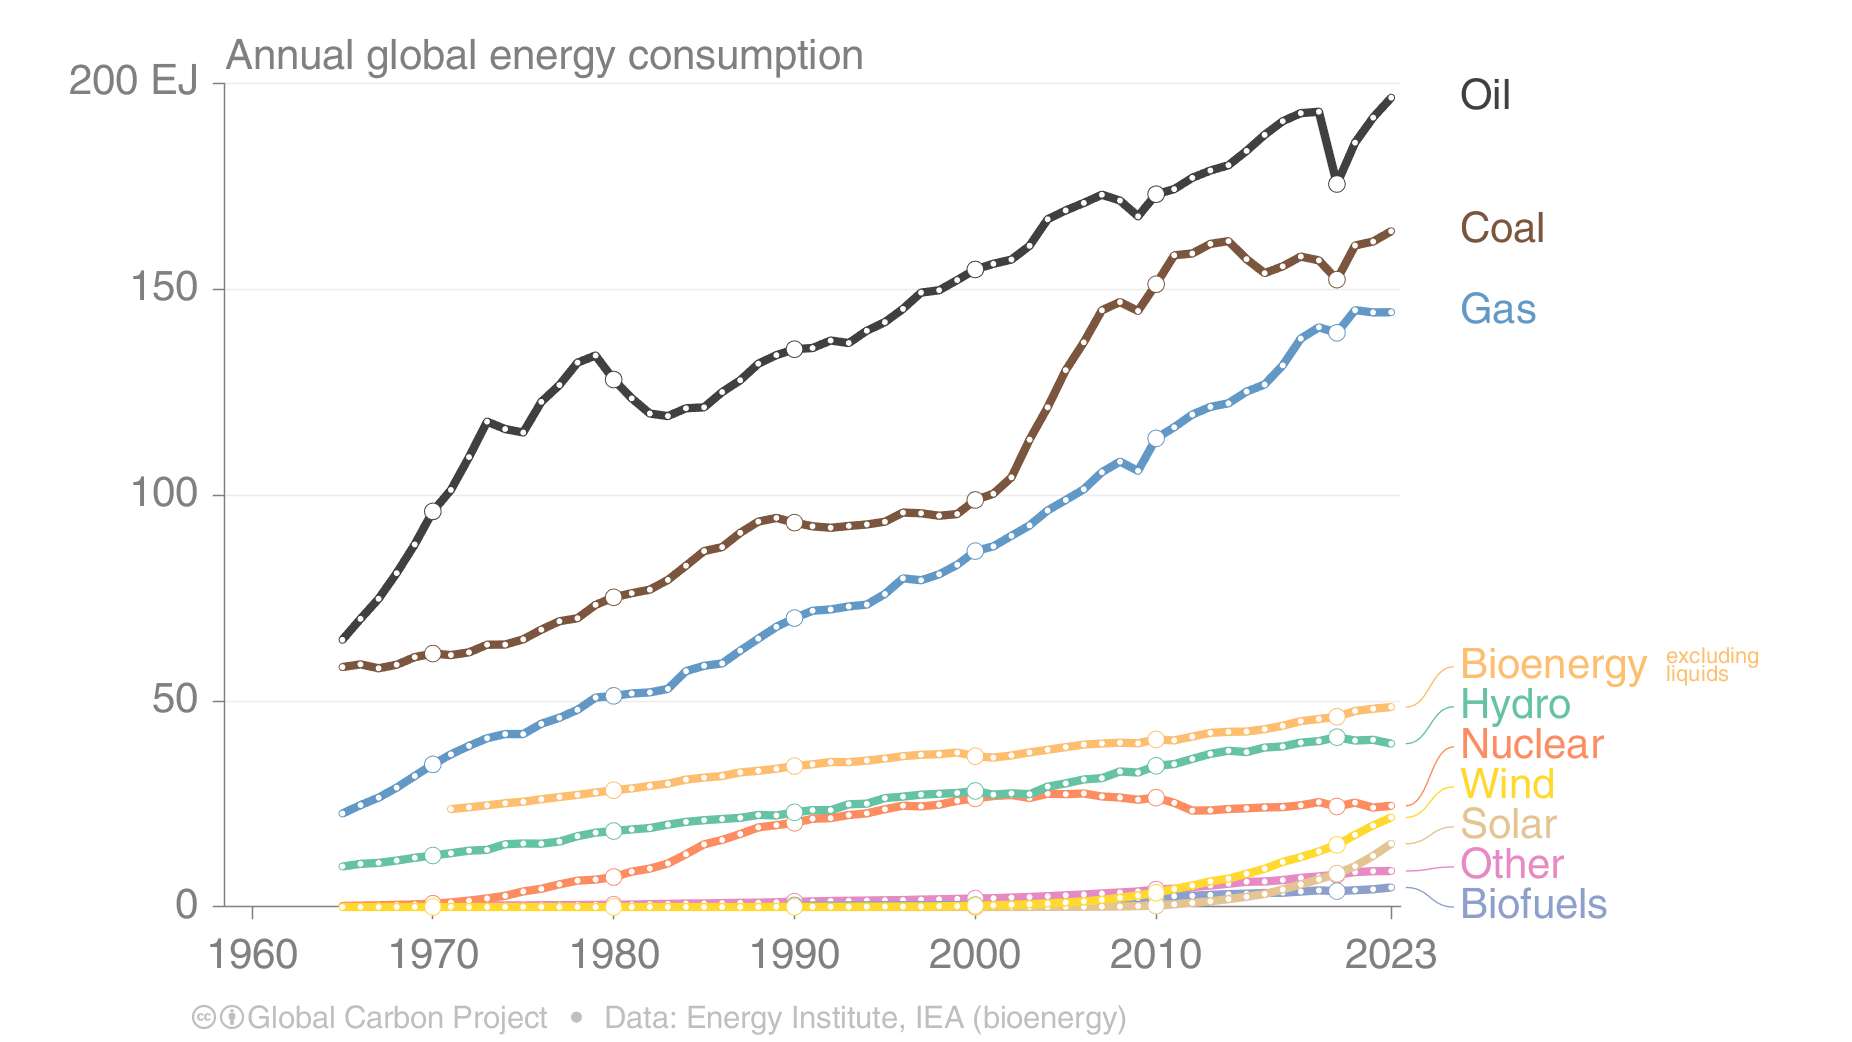 Annual global energy consumption
200 EJ
150
100
50
0
1960 1970 1980 1990 2000 2010 2023
Oil
Coal
Gas
Bioenergy excluding liquids
Hydro
Nuclear
Wind
Solar
Other
Biofuels
cc Global Carbon Project • Data: Energy Institute, IEA (bioenergy)